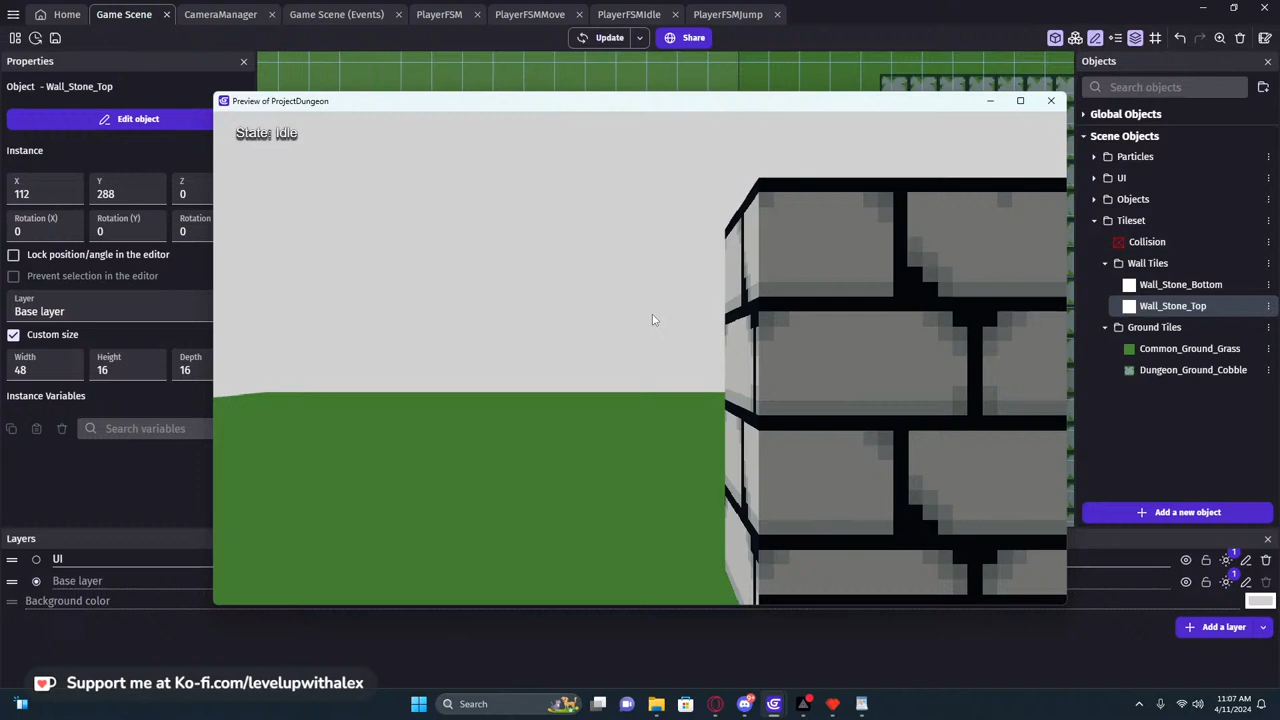 Home
Game Scene
CameraManager
Game Scene (Events)
PlayerFSM
PlayerFSMMove
PlayerFSMIdle
PlayerFSMJump
Update
Share
Properties
Object - Wall_Stone_Top
Edit object
Instance
X
112
Y
288
Z
0
Rotation (X)
0
Rotation (Y)
0
Rotation
0
Lock position/angle in the editor
Prevent selection in the editor
Layer
Base layer
Custom size
Width
48
Height
16
Depth
16
Instance Variables
Search variables
Preview of ProjectDungeon
State: Idle
Objects
Search objects
Global Objects
Scene Objects
Particles
UI
Objects
Tileset
Collision
Wall Tiles
Wall_Stone_Bottom
Wall_Stone_Top
Ground Tiles
Common_Ground_Grass
Dungeon_Ground_Cobble
Add a new object
Layers
UI
1
Base layer
1
Background color
Add a layer
Support me at Ko-fi.com/levelupwithalex
Search
9+
11:07 AM
4/11/2024